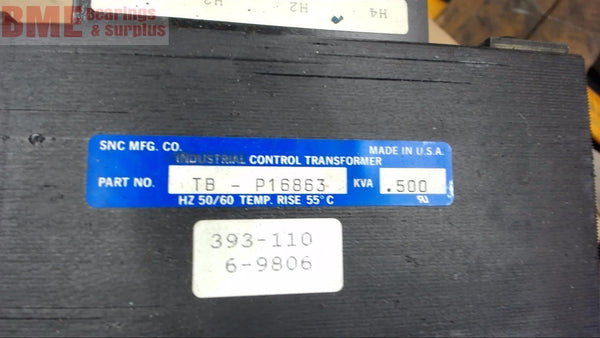 BME Bearings
& surplus
H2
H4
SNC MFG. CO.
MADE IN U.S.A.
INDUSTRIAL CONTROL TRANSFORMER
PART NO. TB - P16863 KVA .500
HZ 50/60 TEMP. RISE 55°C
393-110
6-9806